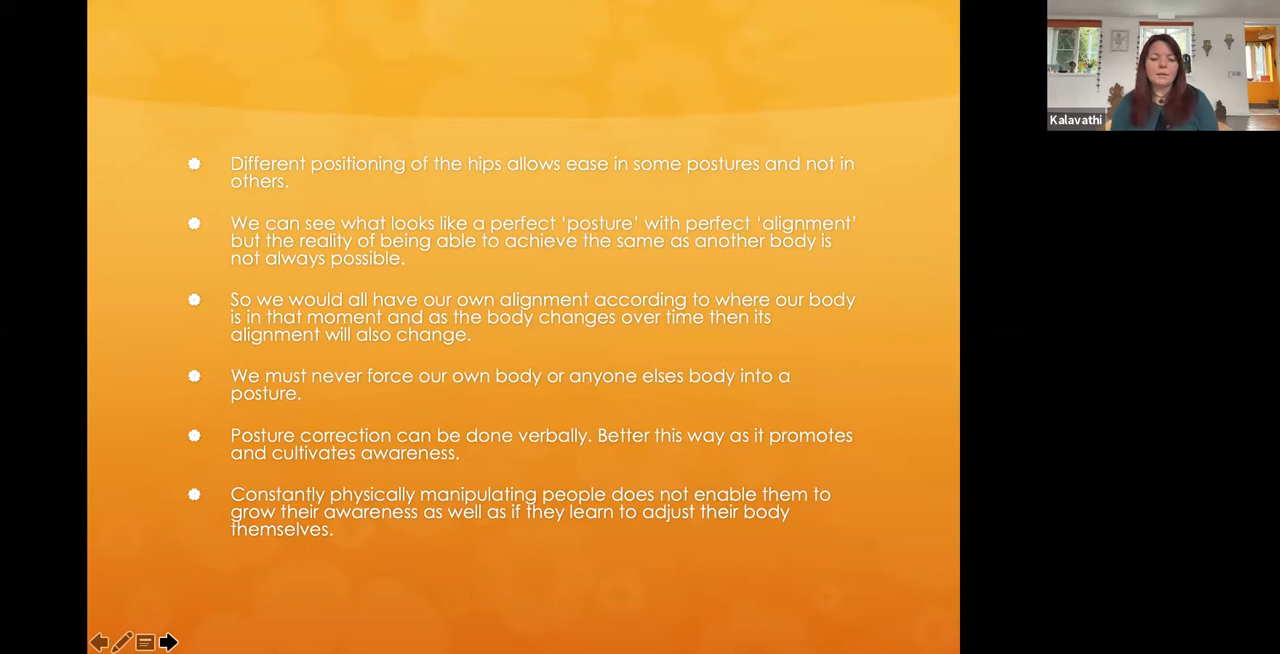 Different positioning of the hips allows ease in some postures and not in
others.
We can see what looks like a perfect ‘posture’ with perfect ‘alignment’
but the reality of being able to achieve the same as another body is
not always possible.
So we would all have our own alignment according to where our body
is in that moment and as the body changes over time then its
alignment will also change.
We must never force our own body or anyone elses body into a
posture.
Posture correction can be done verbally. Better this way as it promotes
and cultivates awareness.
Constantly physically manipulating people does not enable them to
grow their awareness as well as if they learn to adjust their body
themselves.
Kalavathi